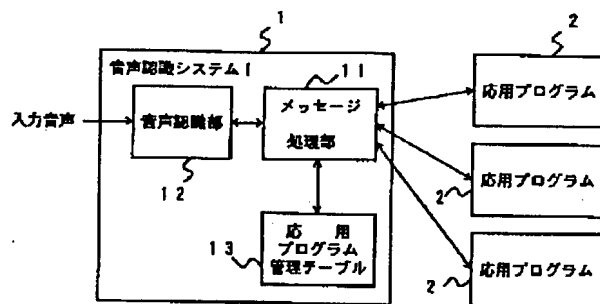 1
2
音声認識システム1
11
応用プログラム
入力音声
音声認識部
メッセージ
処理部
12
応用プログラム
2
13
応 用
プログラム
管理テーブル
応用プログラム
2